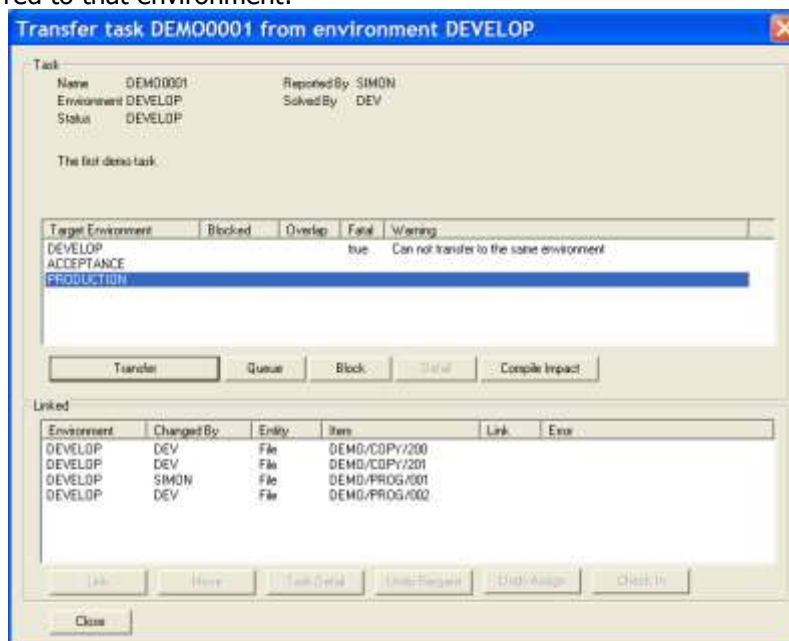 red to that environment.
Transfer task DEMO0001 from environment DEVELOP
Task
Name DEMO0001 Reported By SIMON
Environment DEVELOP Solved By DEV
Status DEVELOP
The first demo task
Target Environment Blocked Overlap Fatal Warning
DEVELOP true Can not transfer to the same environment
ACCEPTANCE
PRODUCTION
Transfer Queue Block Detail Compile Impact
Linked
Environment Changed By Entity Item Link Error
DEVELOP DEV File DEMO/COPY/200
DEVELOP DEV File DEMO/COPY/201
DEVELOP SIMON File DEMO/PROG/001
DEVELOP DEV File DEMO/PROG/002
Link Move Task Detail Undo Request Undo Assign Check In
Close